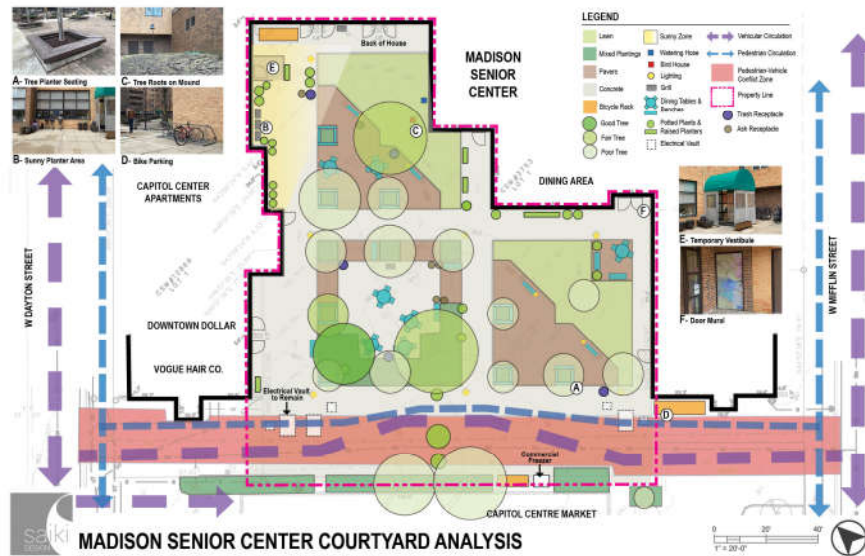 A- Tree Planter Seating
C- Tree Roots on Mound
B- Sunny Planter Area
D- Bike Parking
Back of House
MADISON
SENIOR
CENTER
LEGEND
Lawn
Mixed Plantings
Pavers
Concrete
Bicycle Rack
Good Tree
Fair Tree
Poor Tree
Sunny Zone
Watering Hose
Bird House
Lighting
Grill
Dining Tables &
Benches
Potted Plants &
Raised Planters
Electrical Vault
Vehicular Circulation
Pedestrian Circulation
Pedestrian-Vehicle
Conflict Zone
Property Line
Trash Receptacle
Ash Receptacle
E
B
C
CAPITOL CENTER
APARTMENTS
DINING AREA
F
E- Temporary Vestibule
F- Door Mural
W DAYTON STREET
W MIFFLIN STREET
DOWNTOWN DOLLAR
VOGUE HAIR CO.
Electrical Vault
to Remain
A
D
Commercial
Freezer
CAPITOL CENTRE MARKET
saiki
DESIGN
MADISON SENIOR CENTER COURTYARD ANALYSIS
0 20' 40'
1" = 20'-0"